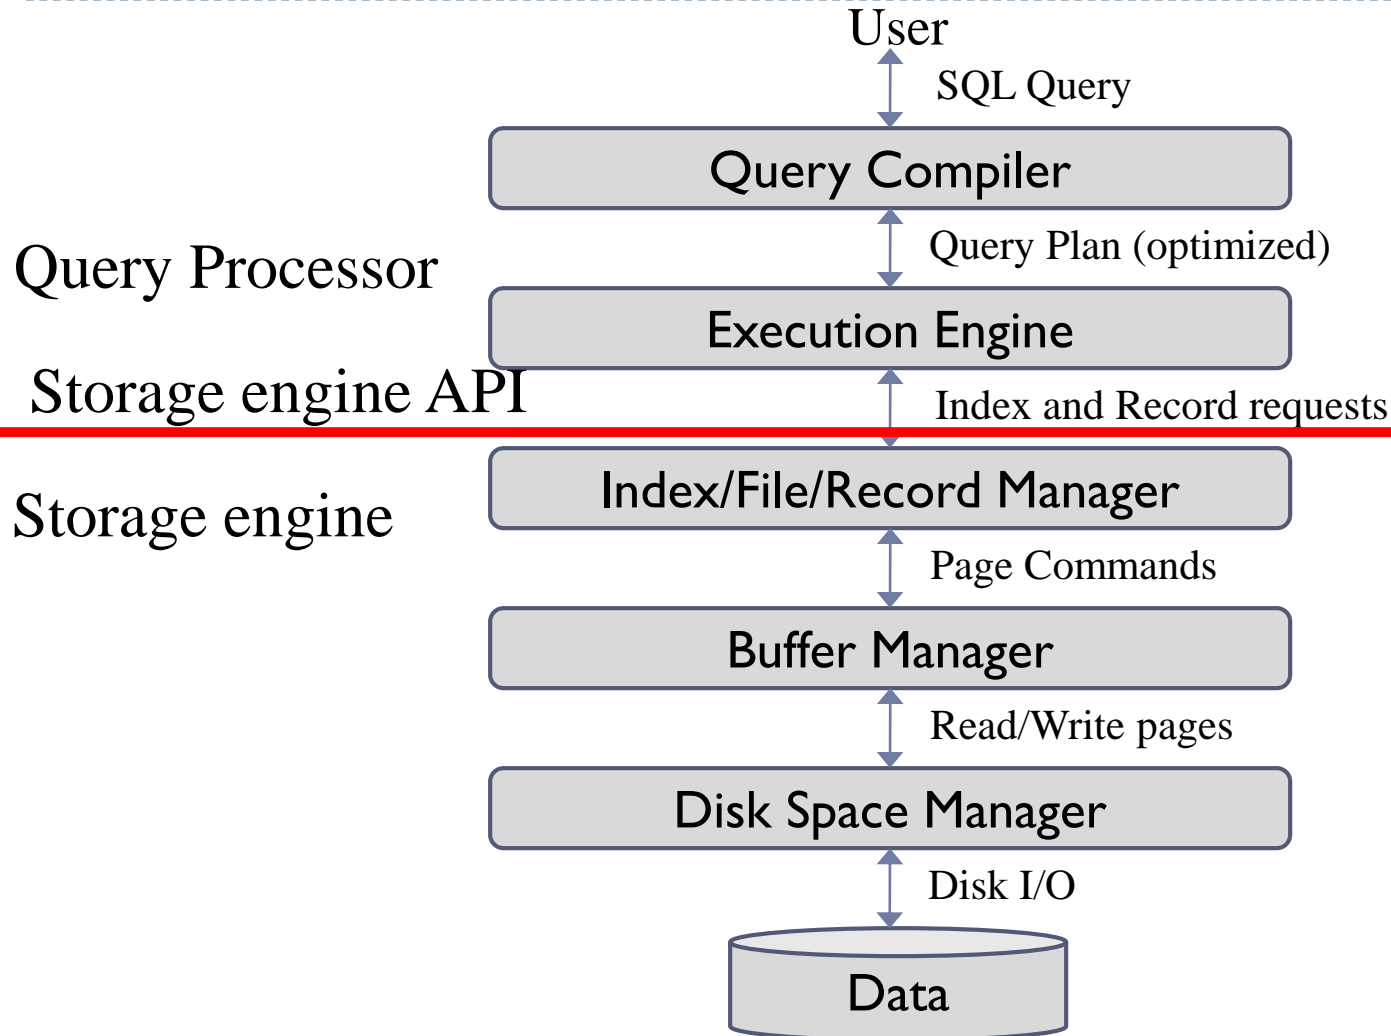 User
SQL Query
Query Compiler
Query Plan (optimized)
Query Processor
Execution Engine
Storage engine API
Index and Record requests
Index/File/Record Manager
Storage engine
Page Commands
Buffer Manager
Read/Write pages
Disk Space Manager
Disk I/O
Data